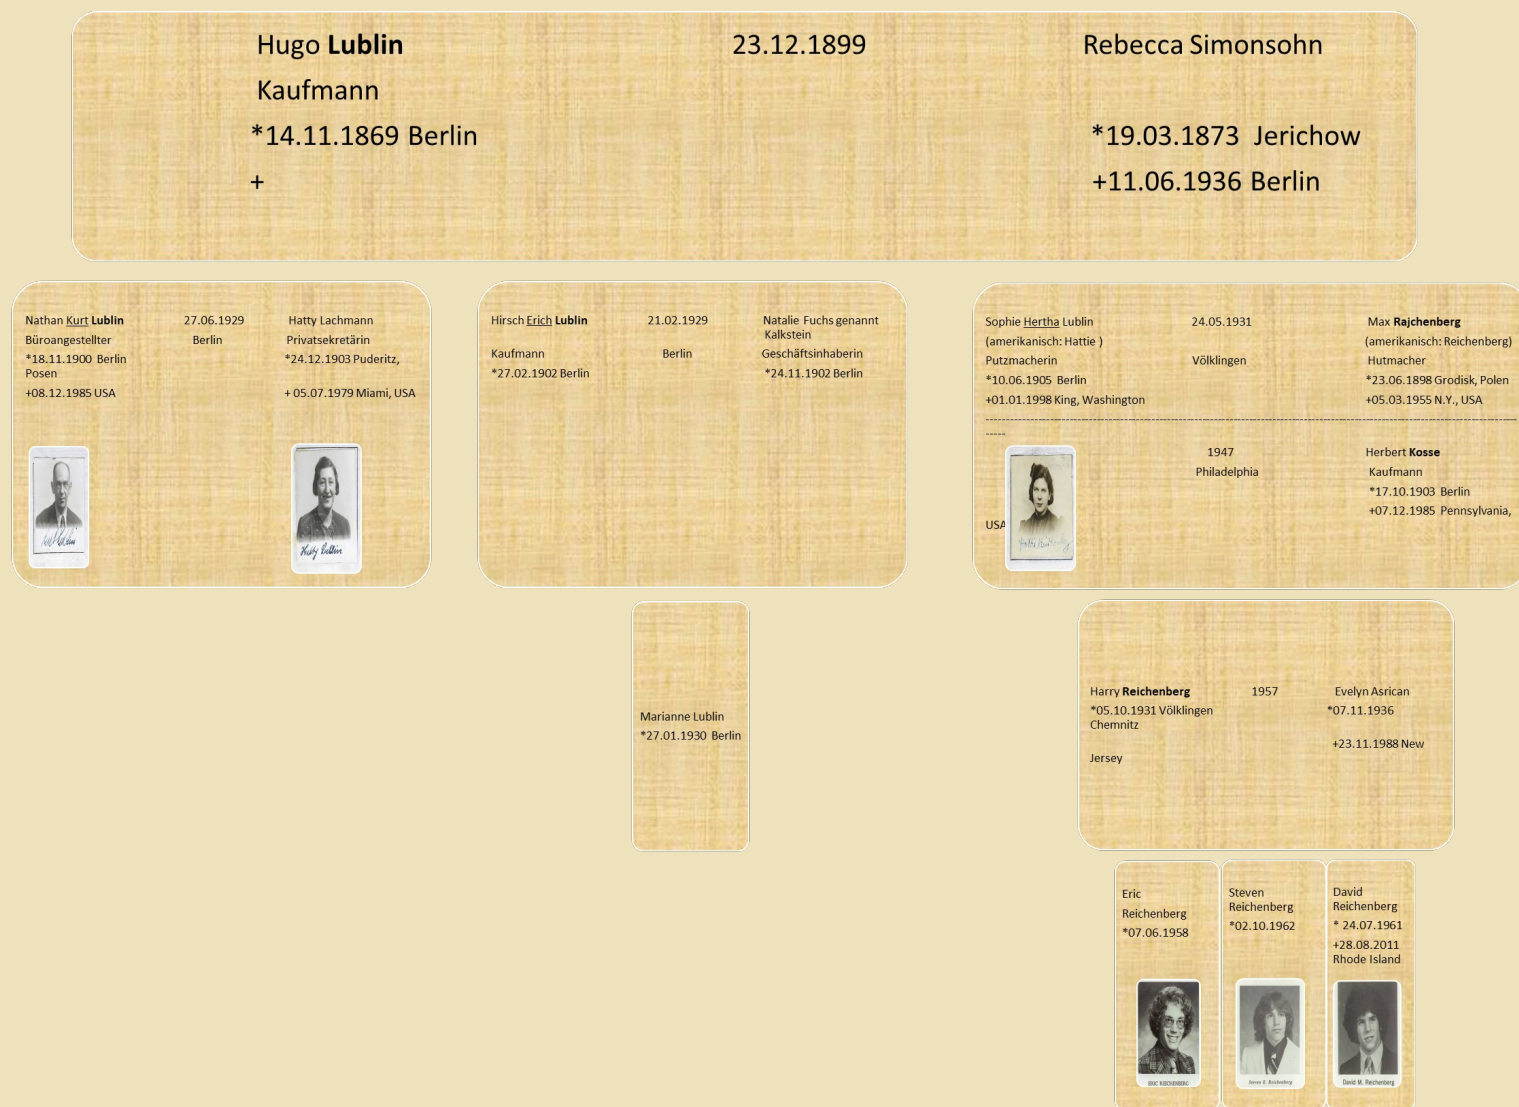 Hugo Lublin 23.12.1899 Rebecca Simonsohn
Kaufmann
*14.11.1869 Berlin *19.03.1873 Jerichow
+ +11.06.1936 Berlin
Nathan Kurt Lublin 27.06.1929 Hatty Lachmann
Büroangestellter Berlin Privatsekretärin
*18.11.1900 Berlin *24.12.1903 Puderitz,
Posen
+08.12.1985 USA + 05.07.1979 Miami, USA
Hatty Lublin
Hirsch Erich Lublin 21.02.1929 Natalie Fuchs genannt
Kalkstein
Kaufmann Berlin Geschäftsinhaberin
*27.02.1902 Berlin *24.11.1902 Berlin
Sophie Hertha Lublin 24.05.1931 Max Rajchenberg
(amerikanisch: Hattie ) (amerikanisch: Reichenberg)
Putzmacherin Völklingen Hutmacher
*10.06.1905 Berlin *23.06.1898 Grodisk, Polen
+01.01.1998 King, Washington +05.03.1955 N.Y., USA
1947 Herbert Kosse
Philadelphia Kaufmann
*17.10.1903 Berlin
+07.12.1985 Pennsylvania,
USA
Marianne Lublin
*27.01.1930 Berlin
Harry Reichenberg 1957 Evelyn Asrican
*05.10.1931 Völklingen *07.11.1936
Chemnitz
+23.11.1988 New
Jersey
Eric
Reichenberg
*07.06.1958
ERIC REICHENBERG
Steven
Reichenberg
*02.10.1962
Steven E. Reichenberg
David
Reichenberg
* 24.07.1961
+28.08.2011
Rhode Island
David M. Reichenberg